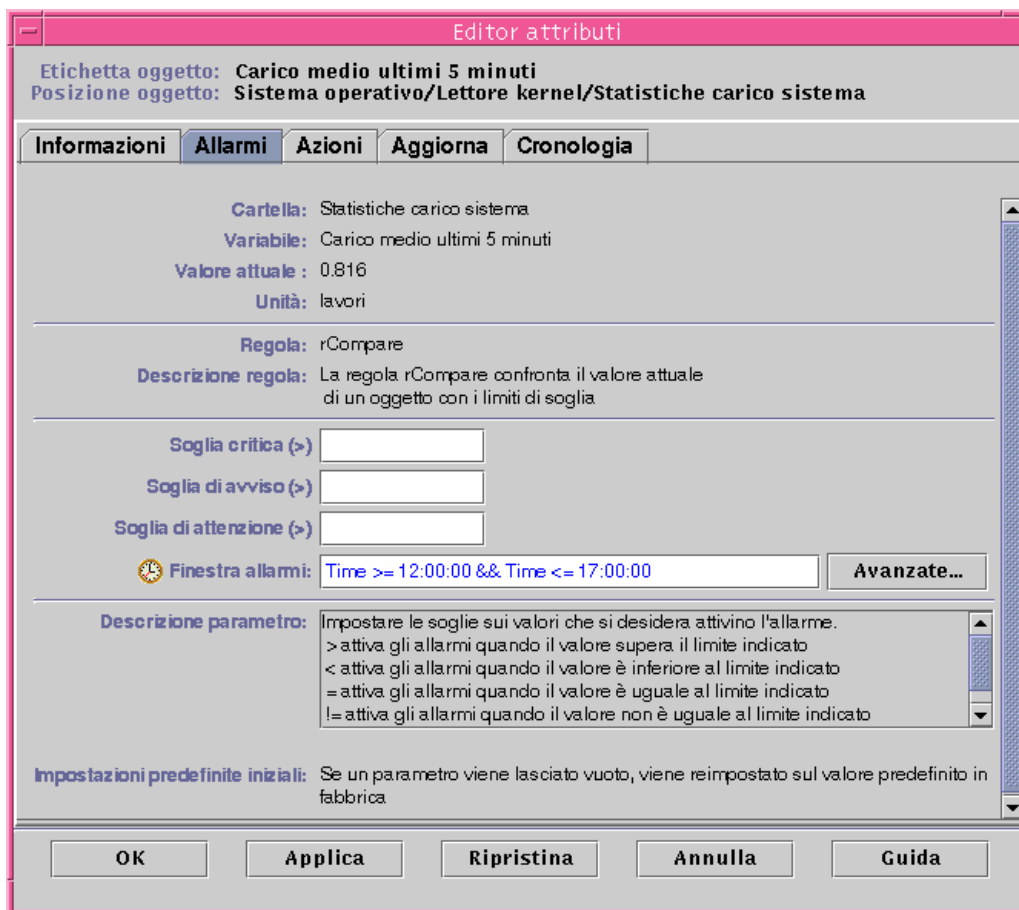 Editor attributi
Etichetta oggetto: Carico medio ultimi 5 minuti
Posizione oggetto: Sistema operativo/Lettore kernel/Statistiche carico sistema
Informazioni Allarmi Azioni Aggiorna Cronologia
Cartella: Statistiche carico sistema
Variabile: Carico medio ultimi 5 minuti
Valore attuale : 0.816
Unità: lavori
Regola: rCompare
Descrizione regola: La regola rCompare confronta il valore attuale
di un oggetto con i limiti di soglia
Soglia critica (>)
Soglia di avviso (>)
Soglia di attenzione (>)
Finestra allarmi: Time >= 12:00:00 && Time <= 17:00:00 Avanzate...
Descrizione parametro: Impostare le soglie sui valori che si desidera attivino l'allarme.
> attiva gli allarmi quando il valore supera il limite indicato
< attiva gli allarmi quando il valore è inferiore al limite indicato
= attiva gli allarmi quando il valore è uguale al limite indicato
!= attiva gli allarmi quando il valore non è uguale al limite indicato
Impostazioni predefinite iniziali: Se un parametro viene lasciato vuoto, viene reimpostato sul valore predefinito in
fabbrica
OK Applica Ripristina Annulla Guida